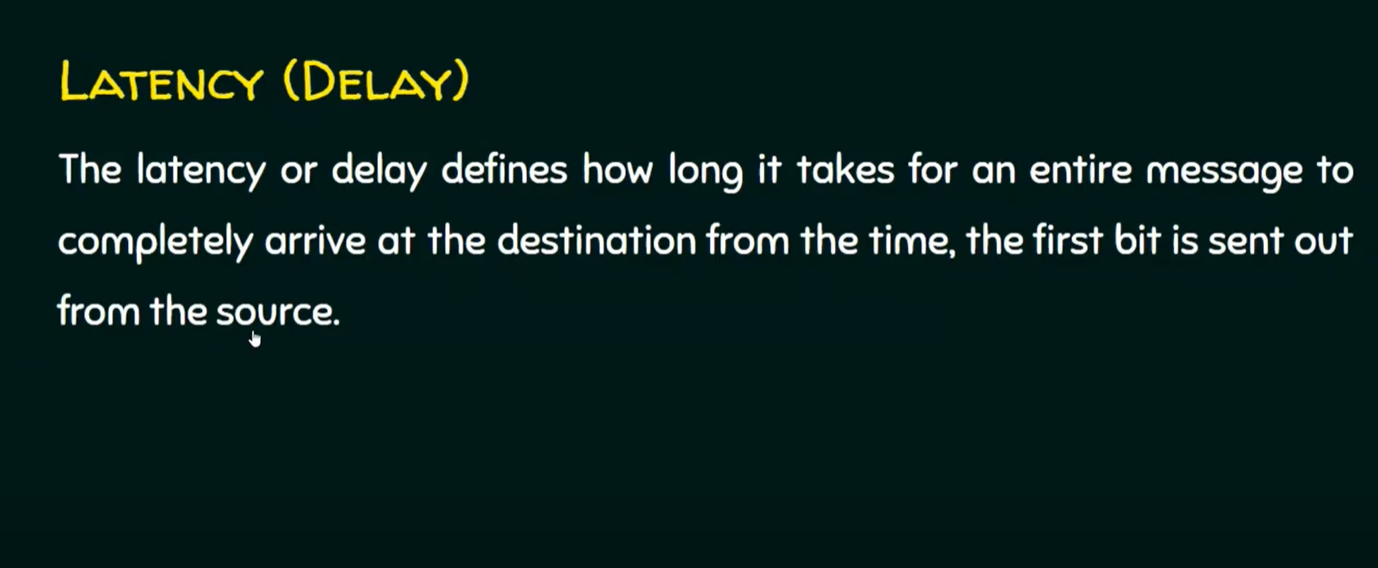 Latency (Delay)
The latency or delay defines how long it takes for an entire message to
completely arrive at the destination from the time, the first bit is sent out
from the source.